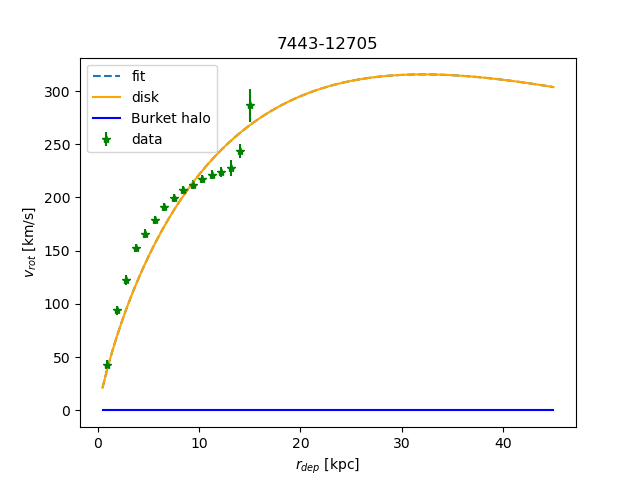 7443-12705
fit
disk
Burket halo
data
300
250
200
150
100
50
0
v_rot [km/s]
0 10 20 30 40
r_dep [kpc]